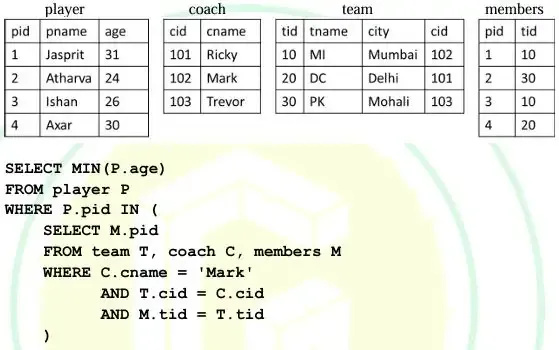 player coach team members
pid pname age cid cname tid tname city cid pid tid
1 Jasprit 31 101 Ricky 10 MI Mumbai 102 1 10
2 Atharva 24 102 Mark 20 DC Delhi 101 2 30
3 Ishan 26 103 Trevor 30 PK Mohali 103 3 10
4 Axar 30 4 20
SELECT MIN(P.age)
FROM player P
WHERE P.pid IN (
SELECT M.pid
FROM team T, coach C, members M
WHERE C.cname = 'Mark'
AND T.cid = C.cid
AND M.tid = T.tid
)